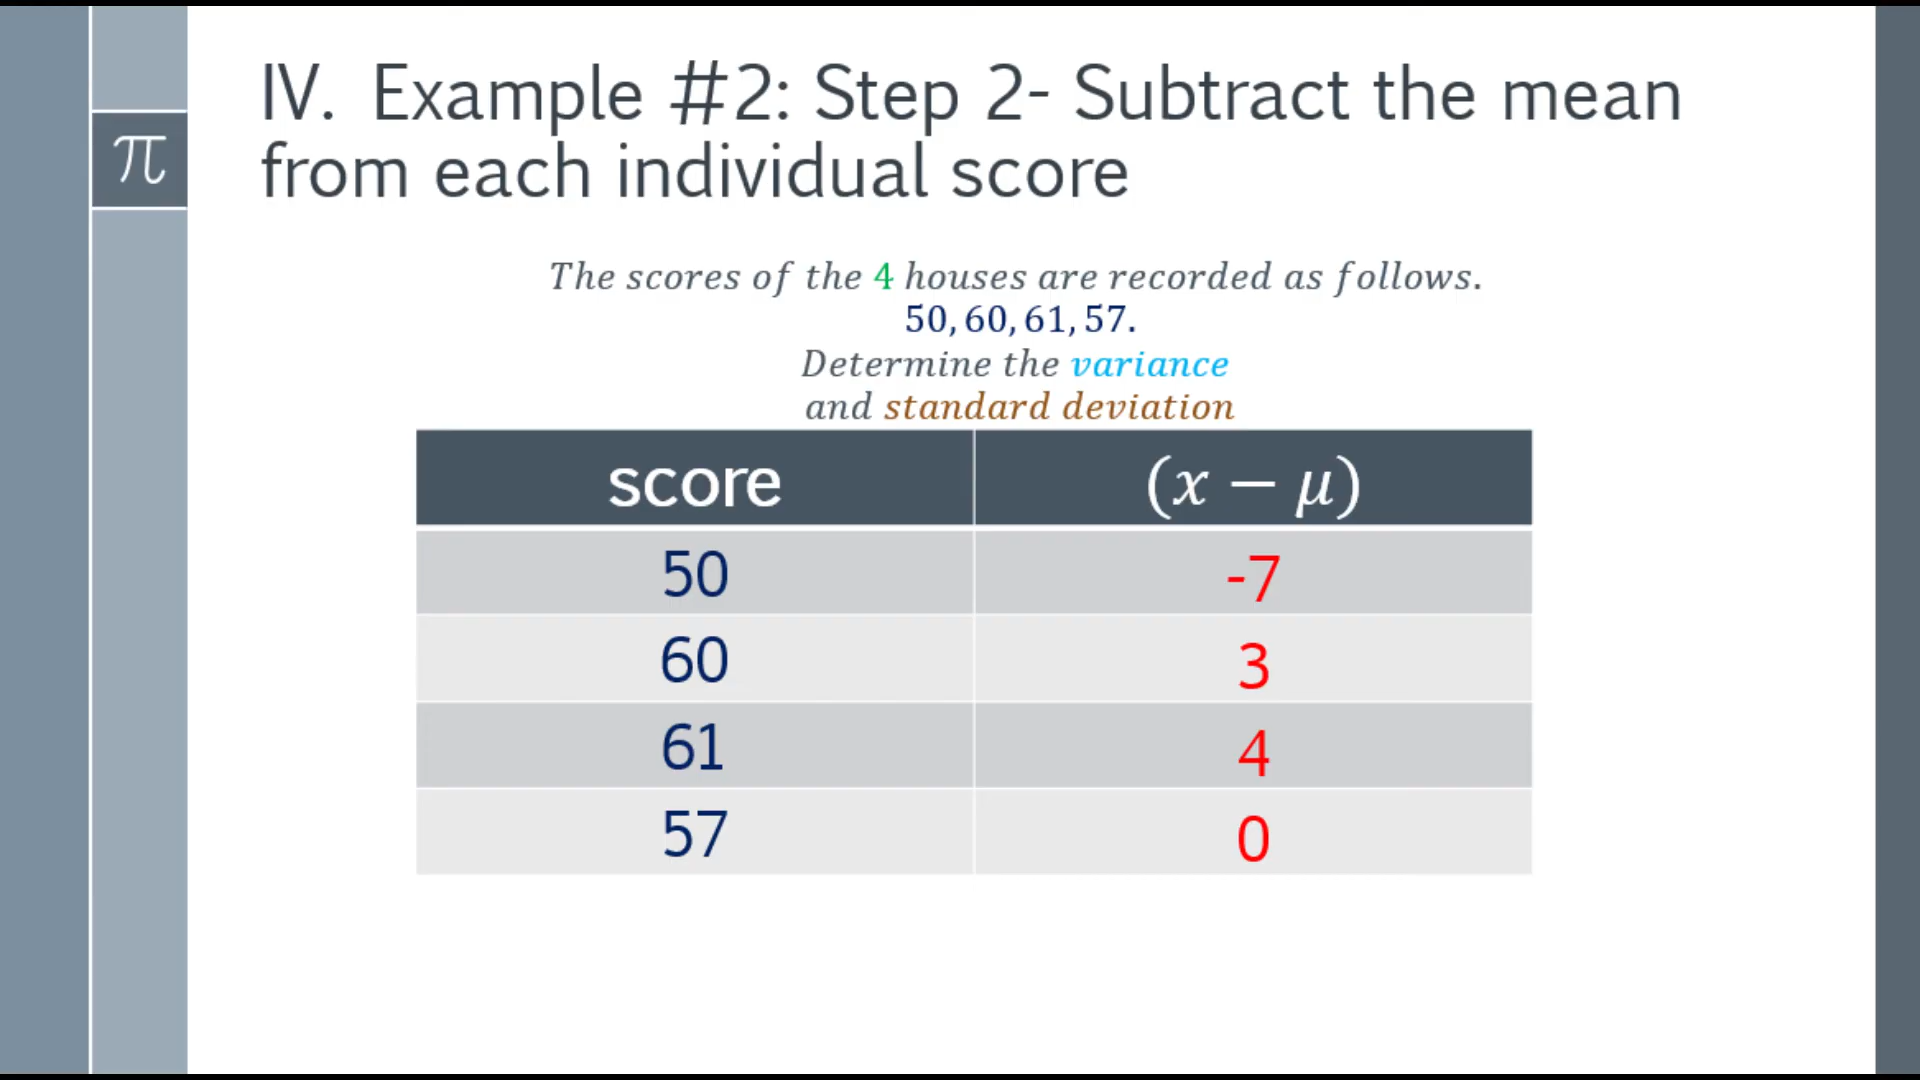 IV. Example #2: Step 2- Subtract the mean
from each individual score
π
The scores of the 4 houses are recorded as follows.
50, 60, 61, 57.
Determine the variance
and standard deviation
score (x − μ)
50 -7
60 3
61 4
57 0